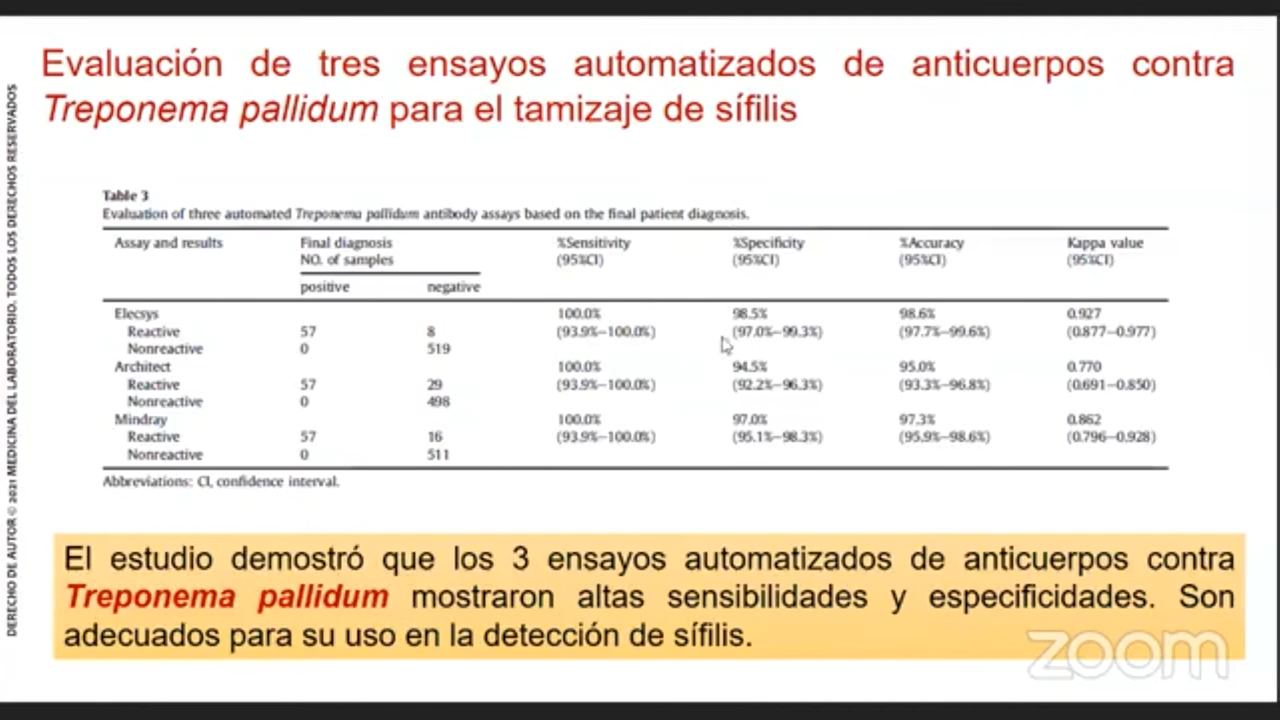 Evaluación de tres ensayos automatizados de anticuerpos contra
Treponema pallidum para el tamizaje de sífilis
DERECHO DE AUTOR © 2021 MEDICINA DEL LABORATORIO. TODOS LOS DERECHOS RESERVADOS
Table 3
Evaluation of three automated Treponema pallidum antibody assays based on the final patient diagnosis.
Assay and results Final diagnosis %Sensitivity %Specificity %Accuracy Kappa value
NO. of samples (95%CI) (95%CI) (95%CI) (95%CI)
positive negative
Elecsys 100.0% 98.5% 98.6% 0.927
Reactive 57 8 (93.9%–100.0%) (97.0%–99.3%) (97.7%–99.6%) (0.877–0.977)
Nonreactive 0 519
Architect 100.0% 94.5% 95.0% 0.770
Reactive 57 29 (93.9%–100.0%) (92.2%–96.3%) (93.3%–96.8%) (0.691–0.850)
Nonreactive 0 498
Mindray 100.0% 97.0% 97.3% 0.862
Reactive 57 16 (93.9%–100.0%) (95.1%–98.3%) (95.9%–98.6%) (0.796–0.928)
Nonreactive 0 511
Abbreviations: CI, confidence interval.
El estudio demostró que los 3 ensayos automatizados de anticuerpos contra
Treponema pallidum mostraron altas sensibilidades y especificidades. Son
adecuados para su uso en la detección de sífilis.
zoom